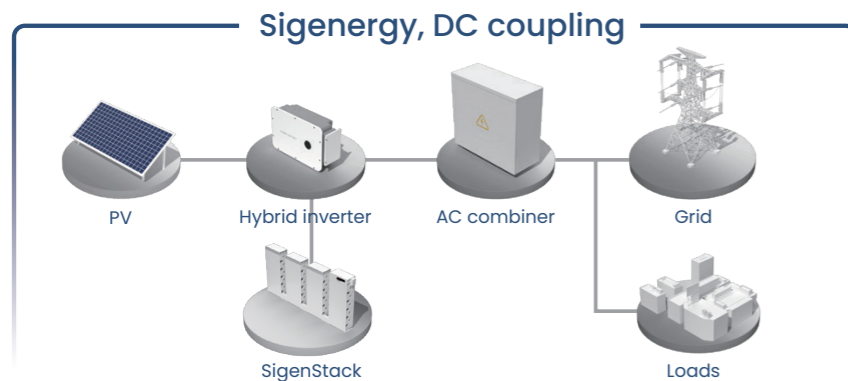 Sigenergy, DC coupling
PV
Hybrid inverter
AC combiner
Grid
SigenStack
Loads